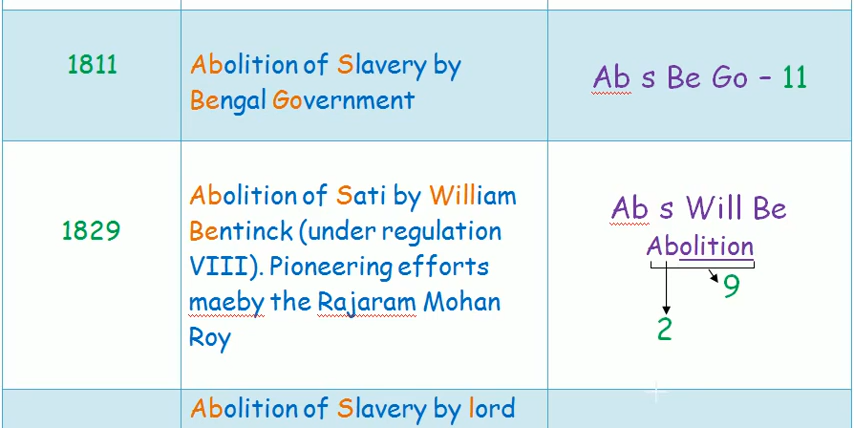 1811
Abolition of Slavery by
Bengal Government
Ab s Be Go – 11
1829
Abolition of Sati by William
Bentinck (under regulation
VIII). Pioneering efforts
maeby the Rajaram Mohan
Roy
Ab s Will Be
Abolition
9
2
Abolition of Slavery by lord